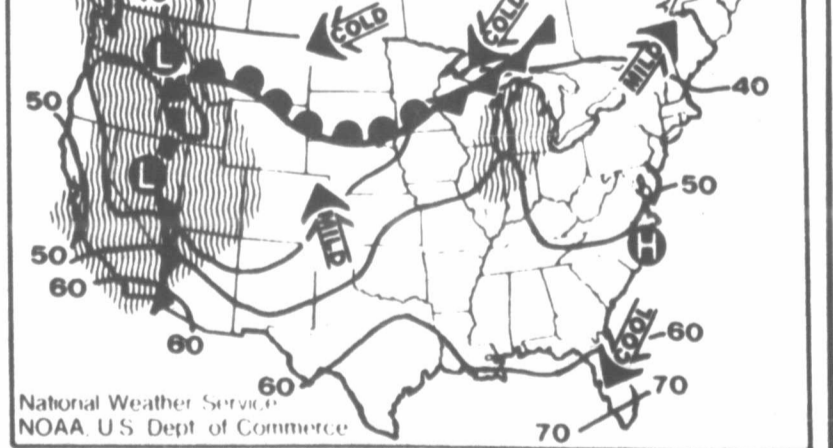 COLD
COLD
MILD
L
40
50
L
50
MILD
H
50
60
60
COOL
60
60
70
70
National Weather Service
NOAA, U.S. Dept. of Commerce